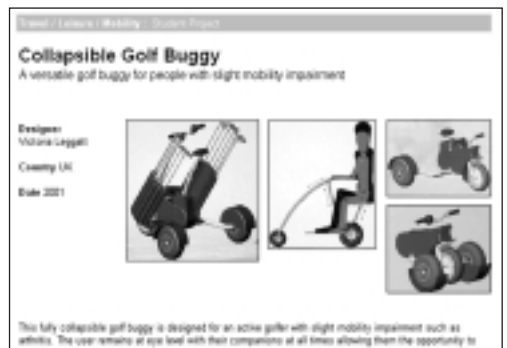 Travel / Leisure / Mobility : Student Project
Collapsible Golf Buggy
A versatile golf buggy for people with slight mobility impairment
Designer
Victoria Leggett
Country UK
Date 2001
This fully collapsible golf buggy is designed for an active golfer with slight mobility impairment such as
arthritis. The user remains at eye level with their companions at all times allowing them the opportunity to